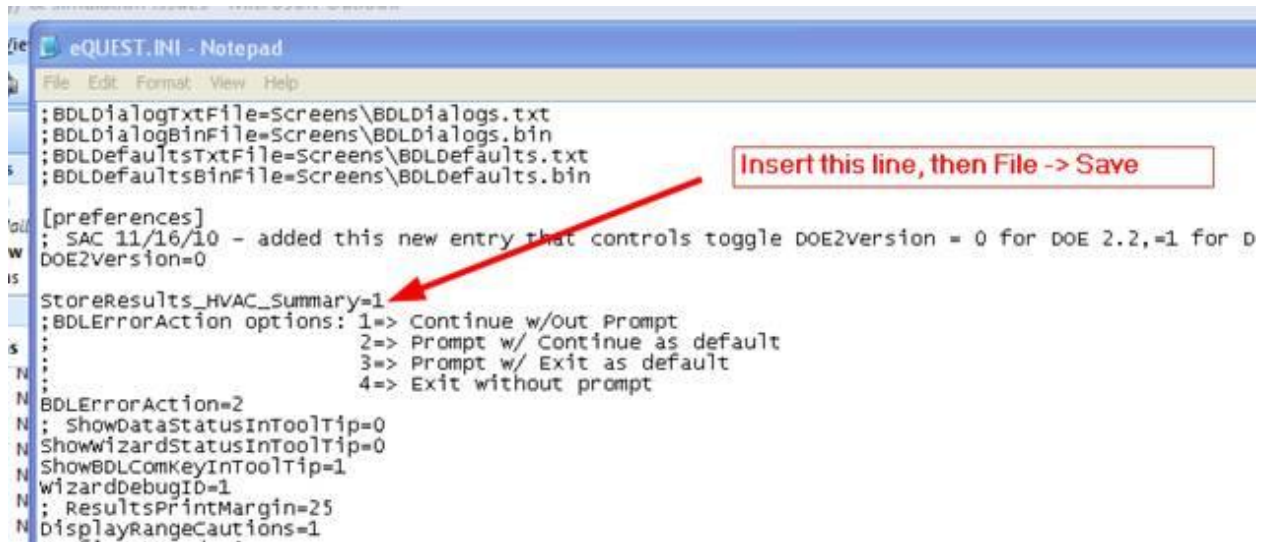 eQUEST.INI - Notepad
File Edit Format View Help
;BDLDialogTxtFile=Screens\BDLDialogs.txt
;BDLDialogBinFile=Screens\BDLDialogs.bin
;BDLDefaultsTxtFile=Screens\BDLDefaults.txt
;BDLDefaultsBinFile=Screens\BDLDefaults.bin
Insert this line, then File -> Save
[preferences]
; SAC 11/16/10 - added this new entry that controls toggle DOE2Version = 0 for DOE 2.2,=1 for D
DOE2Version=0
StoreResults_HVAC_Summary=1
;BDLErrorAction options: 1=> Continue w/Out Prompt
; 2=> Prompt w/ Continue as default
; 3=> Prompt w/ Exit as default
; 4=> Exit without prompt
BDLErrorAction=2
; ShowDataStatusInToolTip=0
ShowWizardStatusInToolTip=0
ShowBDLComKeyInToolTip=1
WizardDebugID=1
; ResultsPrintMargin=25
DisplayRangeCautions=1